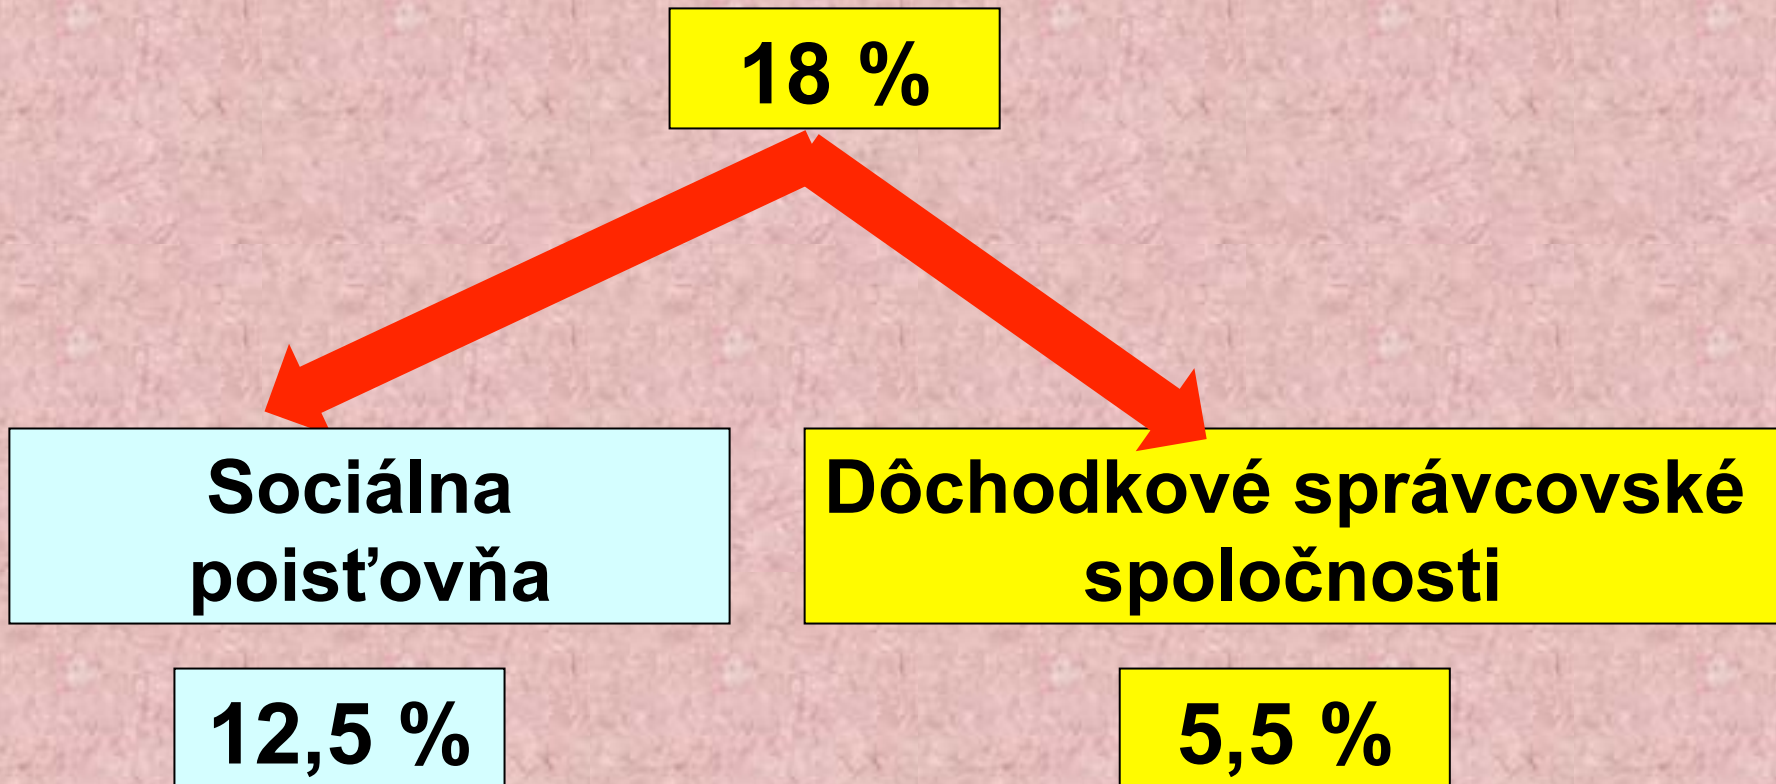 18 %
Sociálna
poisťovňa
Dôchodkové správcovské
spoločnosti
12,5 %
5,5 %